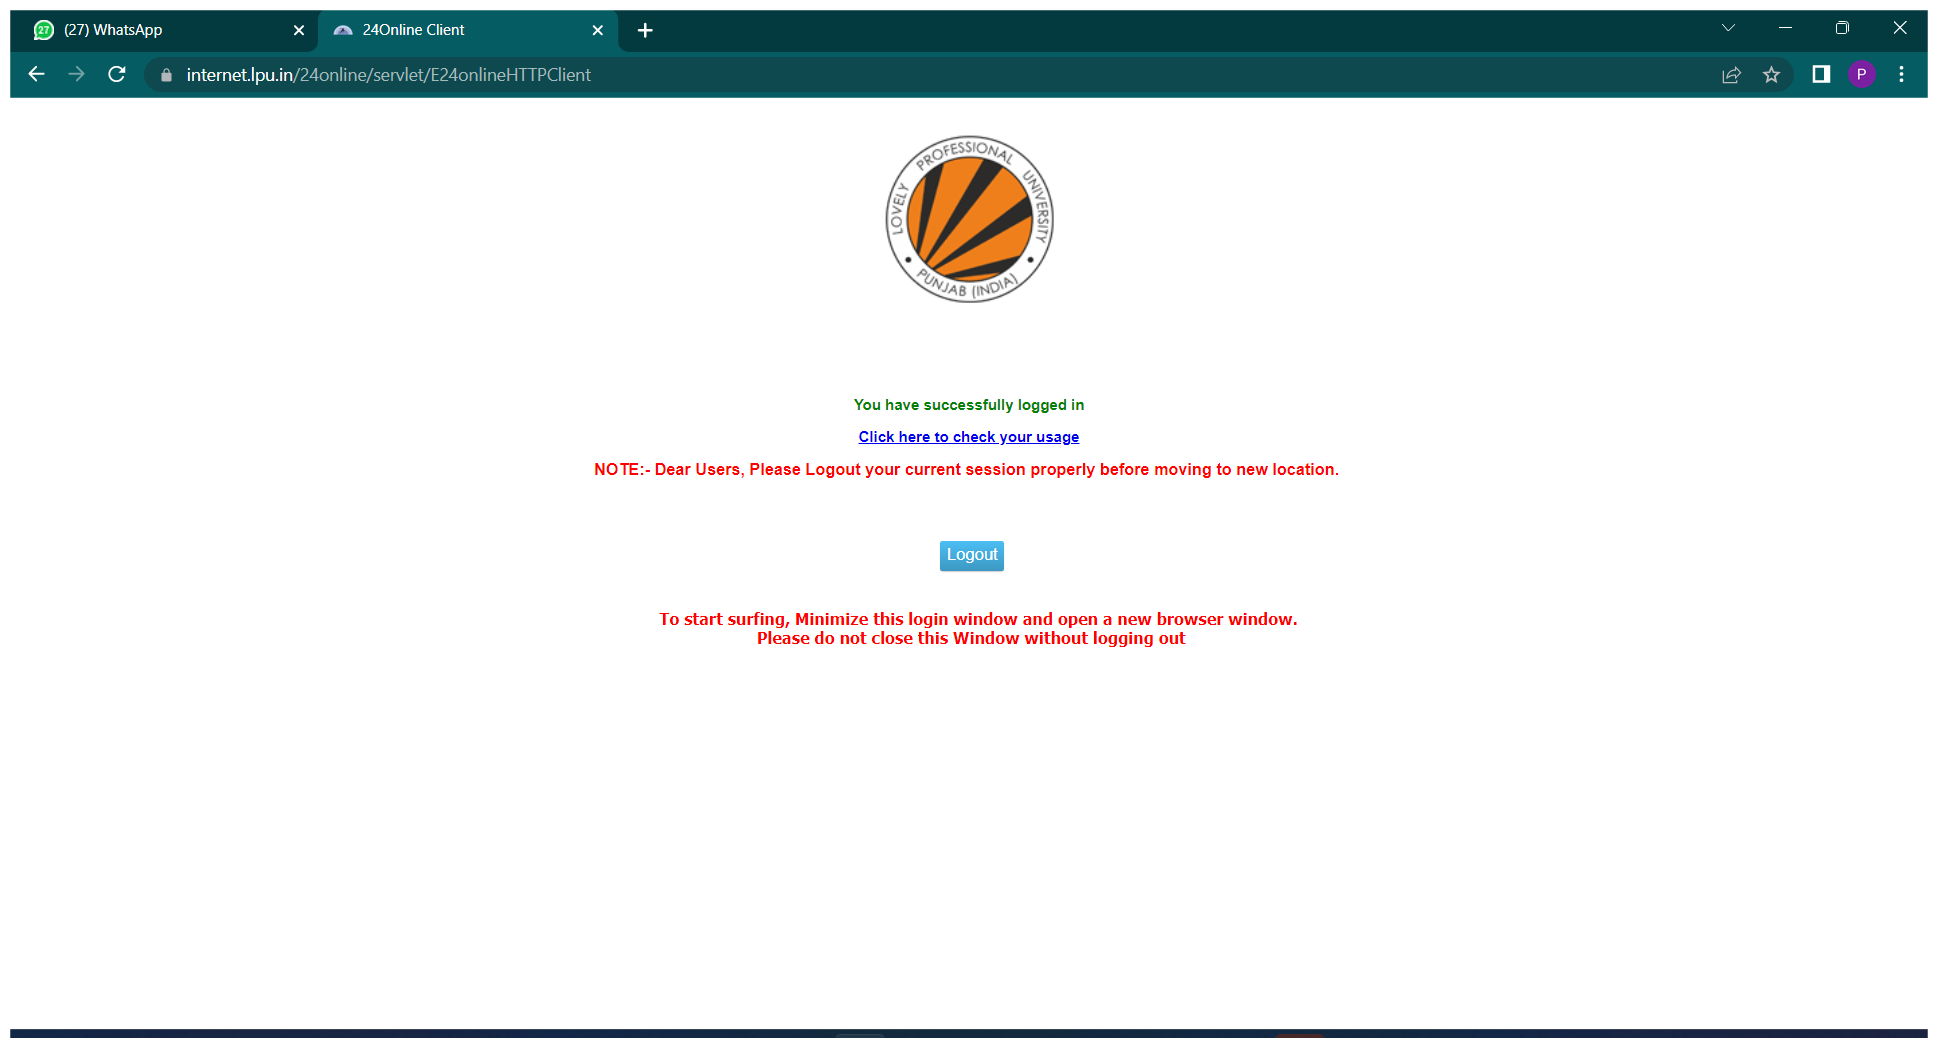 27 (27) WhatsApp
24Online Client
internet.lpu.in/24online/servlet/E24onlineHTTPClient
P
LOVELY PROFESSIONAL UNIVERSITY
PUNJAB (INDIA)
You have successfully logged in
Click here to check your usage
NOTE:- Dear Users, Please Logout your current session properly before moving to new location.
Logout
To start surfing, Minimize this login window and open a new browser window.
Please do not close this Window without logging out